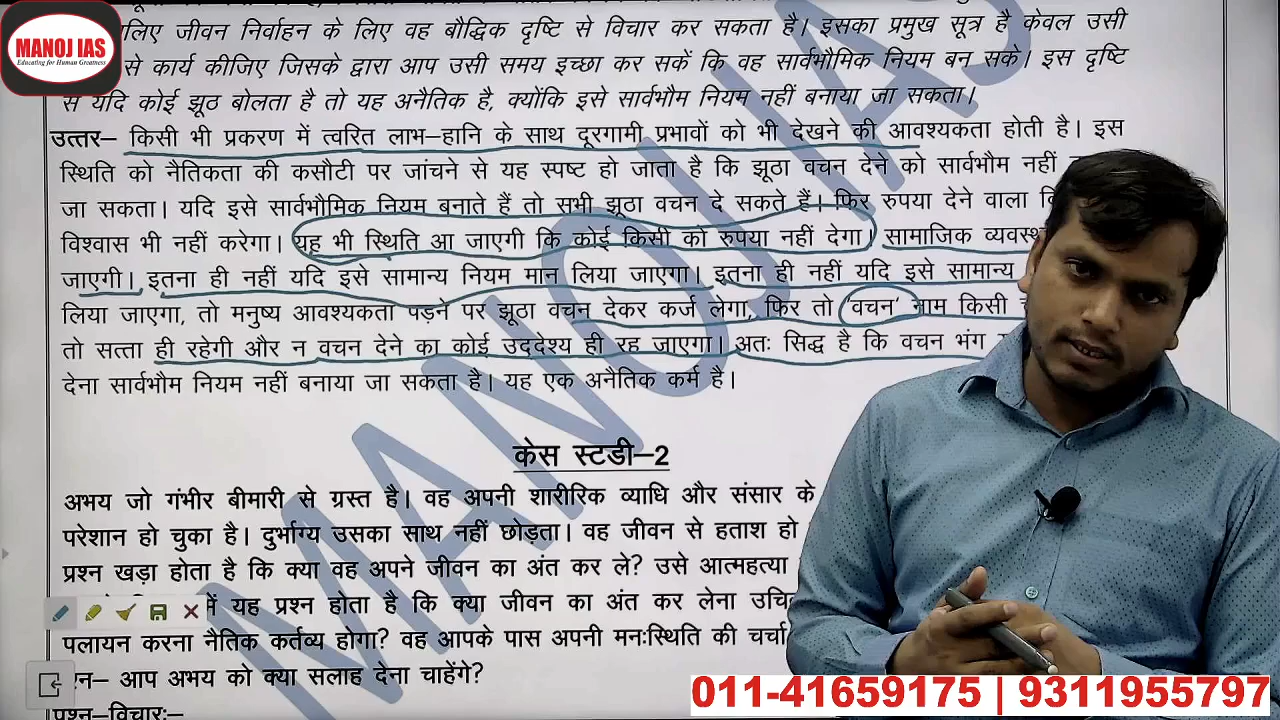 MANOJ IAS
Educating for Human Greatness
लिए जीवन निर्वाहन के लिए वह बौद्धिक दृष्टि से विचार कर सकता है। इसका प्रमुख सूत्र है केवल उसी
से कार्य कीजिए जिसके द्वारा आप उसी समय इच्छा कर सकें कि वह सार्वभौमिक नियम बन सके। इस दृष्टि
से यदि कोई झूठ बोलता है तो यह अनैतिक है, क्योंकि इसे सार्वभौम नियम नहीं बनाया जा सकता।
उत्तर– किसी भी प्रकरण में त्वरित लाभ–हानि के साथ दूरगामी प्रभावों को भी देखने की आवश्यकता होती है। इस
स्थिति को नैतिकता की कसौटी पर जांचने से यह स्पष्ट हो जाता है कि झूठा वचन देने को सार्वभौम नहीं
जा सकता। यदि इसे सार्वभौमिक नियम बनाते हैं तो सभी झूठा वचन दे सकते हैं। फिर रुपया देने वाला
विश्वास भी नहीं करेगा। यह भी स्थिति आ जाएगी कि कोई किसी को रुपया नहीं देगा। सामाजिक
जाएगी। इतना ही नहीं यदि इसे सामान्य नियम मान लिया जाएगा। इतना ही नहीं यदि इसे सामान्य
लिया जाएगा, तो मनुष्य आवश्यकता पड़ने पर झूठा वचन देकर कर्ज लेगा, फिर तो 'वचन' नाम किसी
तो सत्ता ही रहेगी और न वचन देने का कोई उद्देश्य ही रह जाएगा। अतः सिद्ध है कि वचन भंग
देना सार्वभौम नियम नहीं बनाया जा सकता है। यह एक अनैतिक कर्म है।
केस स्टडी–2
अभय जो गंभीर बीमारी से ग्रस्त है। वह अपनी शारीरिक व्याधि और संसार के
परेशान हो चुका है। दुर्भाग्य उसका साथ नहीं छोड़ता। वह जीवन से हताश हो
प्रश्न खड़ा होता है कि क्या वह अपने जीवन का अंत कर ले? उसे आत्महत्या
में यह प्रश्न होता है कि क्या जीवन का अंत कर लेना
पलायन करना नैतिक कर्तव्य होगा? वह आपके पास अपनी मनःस्थिति की चर्चा
आप अभय को क्या सलाह देना चाहेंगे?
प्रश्न–विचारः–
MANOJ IAS
011-41659175 | 9311955797